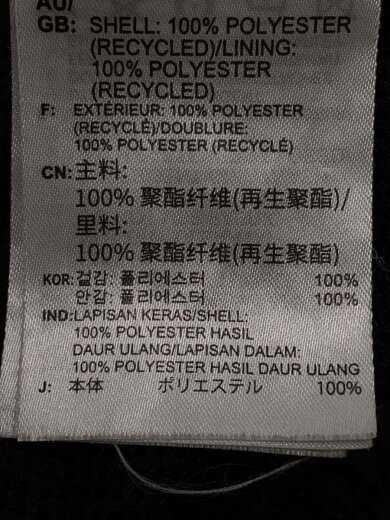 AU/
GB: SHELL: 100% POLYESTER
(RECYCLED)/LINING:
100% POLYESTER
(RECYCLED)
F: EXTÉRIEUR: 100% POLYESTER
(RECYCLÉ)/DOUBLURE:
100% POLYESTER (RECYCLÉ)
CN: 主料:
100% 聚酯纤维(再生聚酯)/
里料:
100% 聚酯纤维(再生聚酯)
KOR: 겉감: 폴리에스터 100%
안감: 폴리에스터 100%
IND: LAPISAN KERAS/SHELL:
100% POLYESTER HASIL
DAUR ULANG/LAPISAN DALAM:
100% POLYESTER HASIL DAUR ULANG
J: 本体 ポリエステル 100%